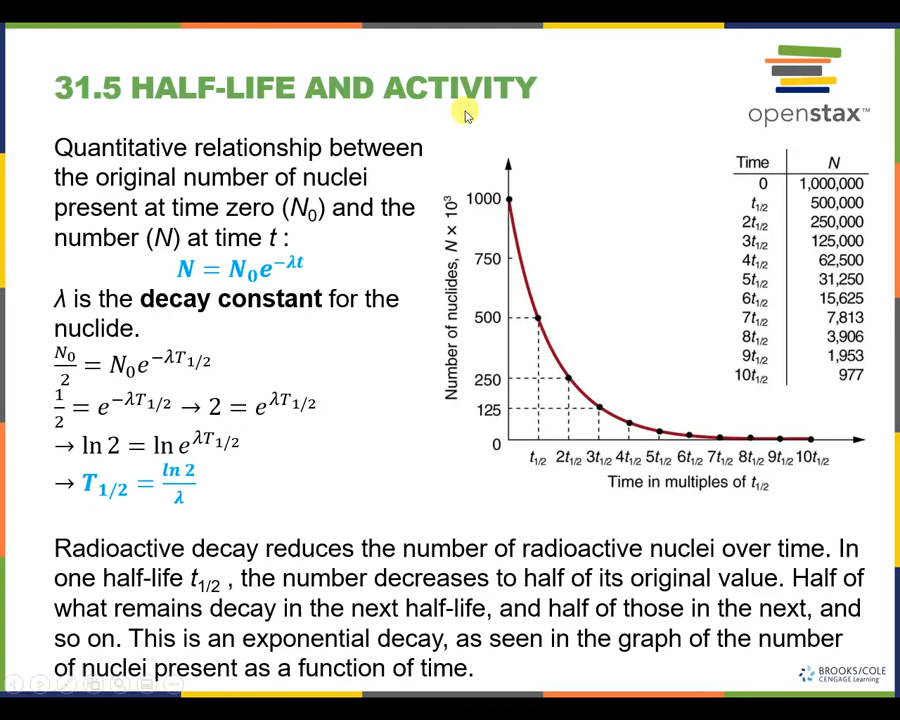 31.5 HALF-LIFE AND ACTIVITY
openstax™
Quantitative relationship between
the original number of nuclei
present at time zero (N₀) and the
number (N) at time t :
N = N₀e^−λt
λ is the decay constant for the
nuclide.
N₀/2 = N₀e^−λT₁/₂
1/2 = e^−λT₁/₂ → 2 = e^λT₁/₂
→ ln 2 = ln e^λT₁/₂
→ T₁/₂ = ln 2/λ
Number of nuclides, N × 10³
1000
750
500
250
125
0
t₁/₂ 2t₁/₂ 3t₁/₂ 4t₁/₂ 5t₁/₂ 6t₁/₂ 7t₁/₂ 8t₁/₂ 9t₁/₂ 10t₁/₂
Time in multiples of t₁/₂
Time N
0 1,000,000
t₁/₂ 500,000
2t₁/₂ 250,000
3t₁/₂ 125,000
4t₁/₂ 62,500
5t₁/₂ 31,250
6t₁/₂ 15,625
7t₁/₂ 7,813
8t₁/₂ 3,906
9t₁/₂ 1,953
10t₁/₂ 977
Radioactive decay reduces the number of radioactive nuclei over time. In
one half-life t₁/₂ , the number decreases to half of its original value. Half of
what remains decay in the next half-life, and half of those in the next, and
so on. This is an exponential decay, as seen in the graph of the number
of nuclei present as a function of time.
BROOKS/COLE
CENGAGE Learning